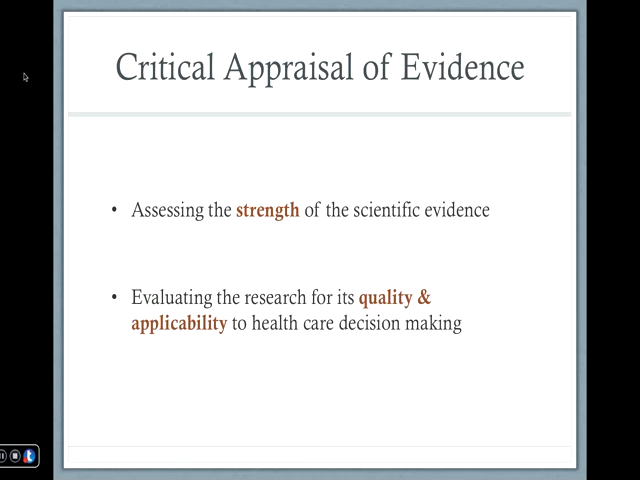 Critical Appraisal of Evidence
• Assessing the strength of the scientific evidence
• Evaluating the research for its quality &
applicability to health care decision making